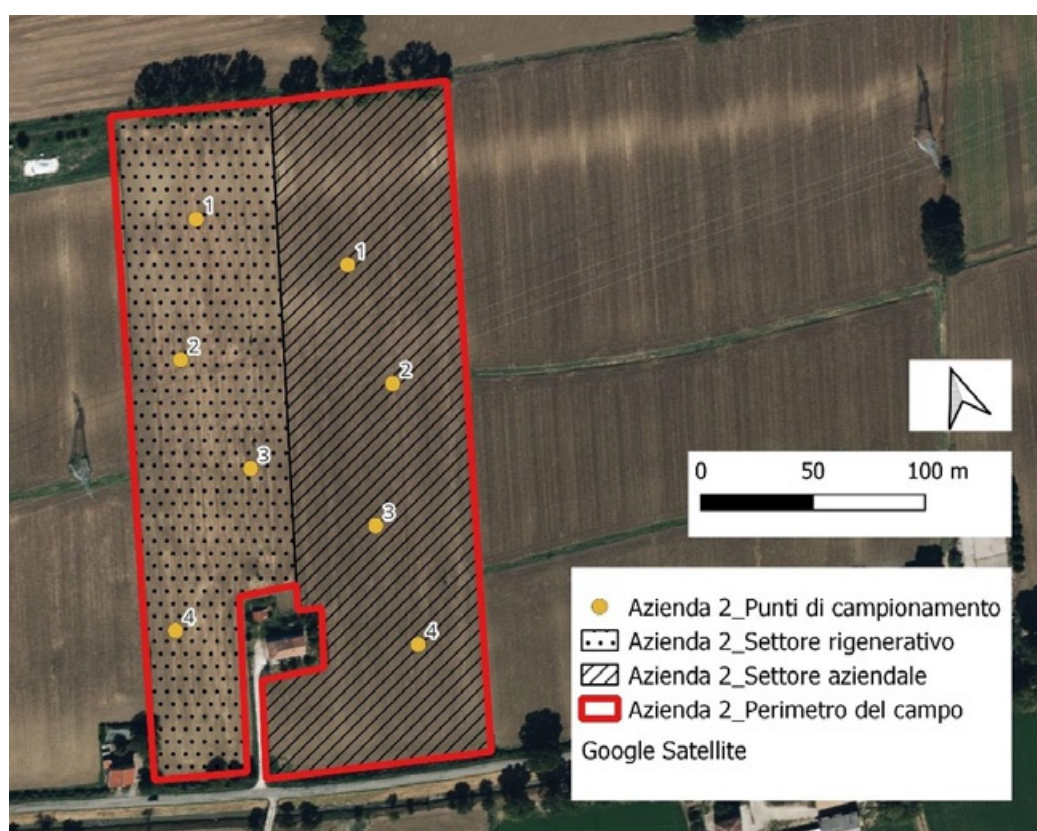 1
1
2
2
3
3
4
4
0 50 100 m
Azienda 2_Punti di campionamento
Azienda 2_Settore rigenerativo
Azienda 2_Settore aziendale
Azienda 2_Perimetro del campo
Google Satellite